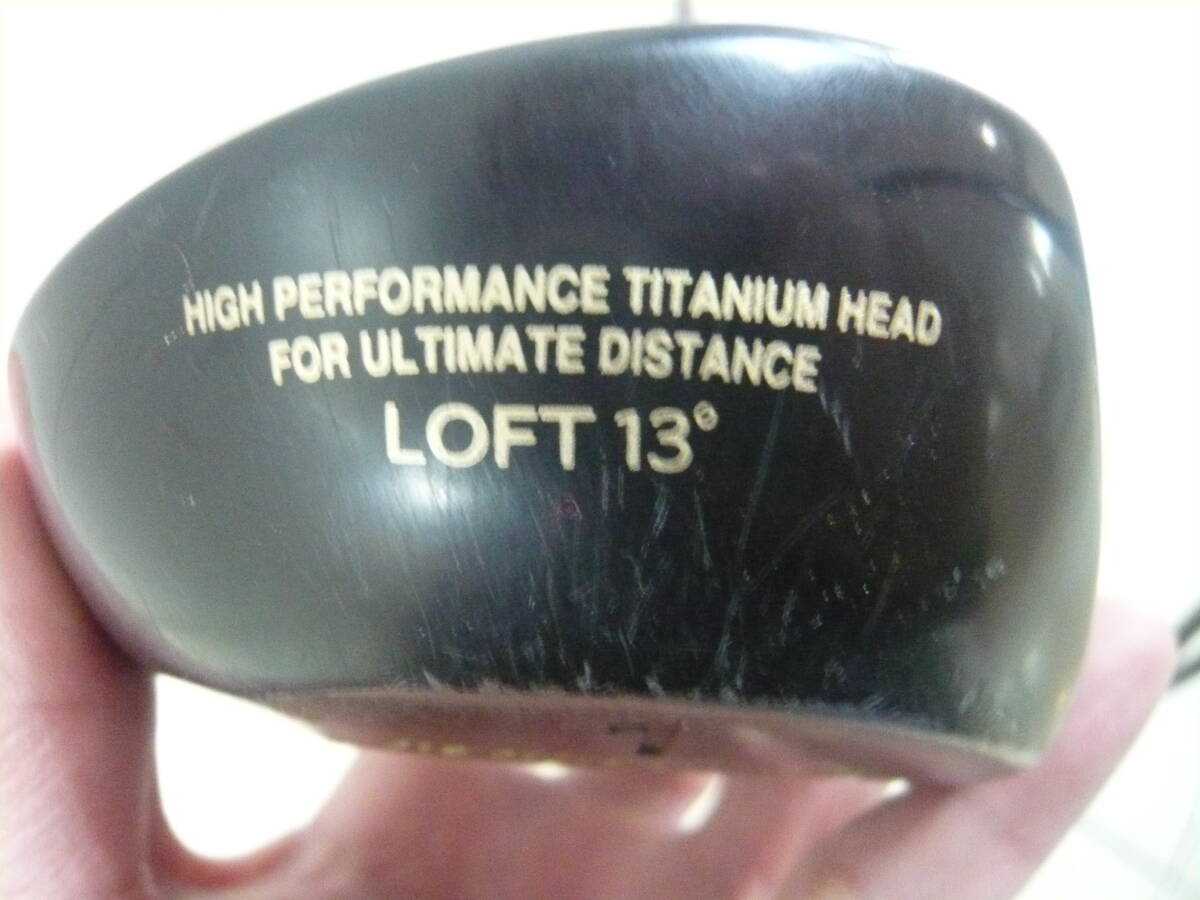 HIGH PERFORMANCE TITANIUM HEAD
FOR ULTIMATE DISTANCE
LOFT 13°